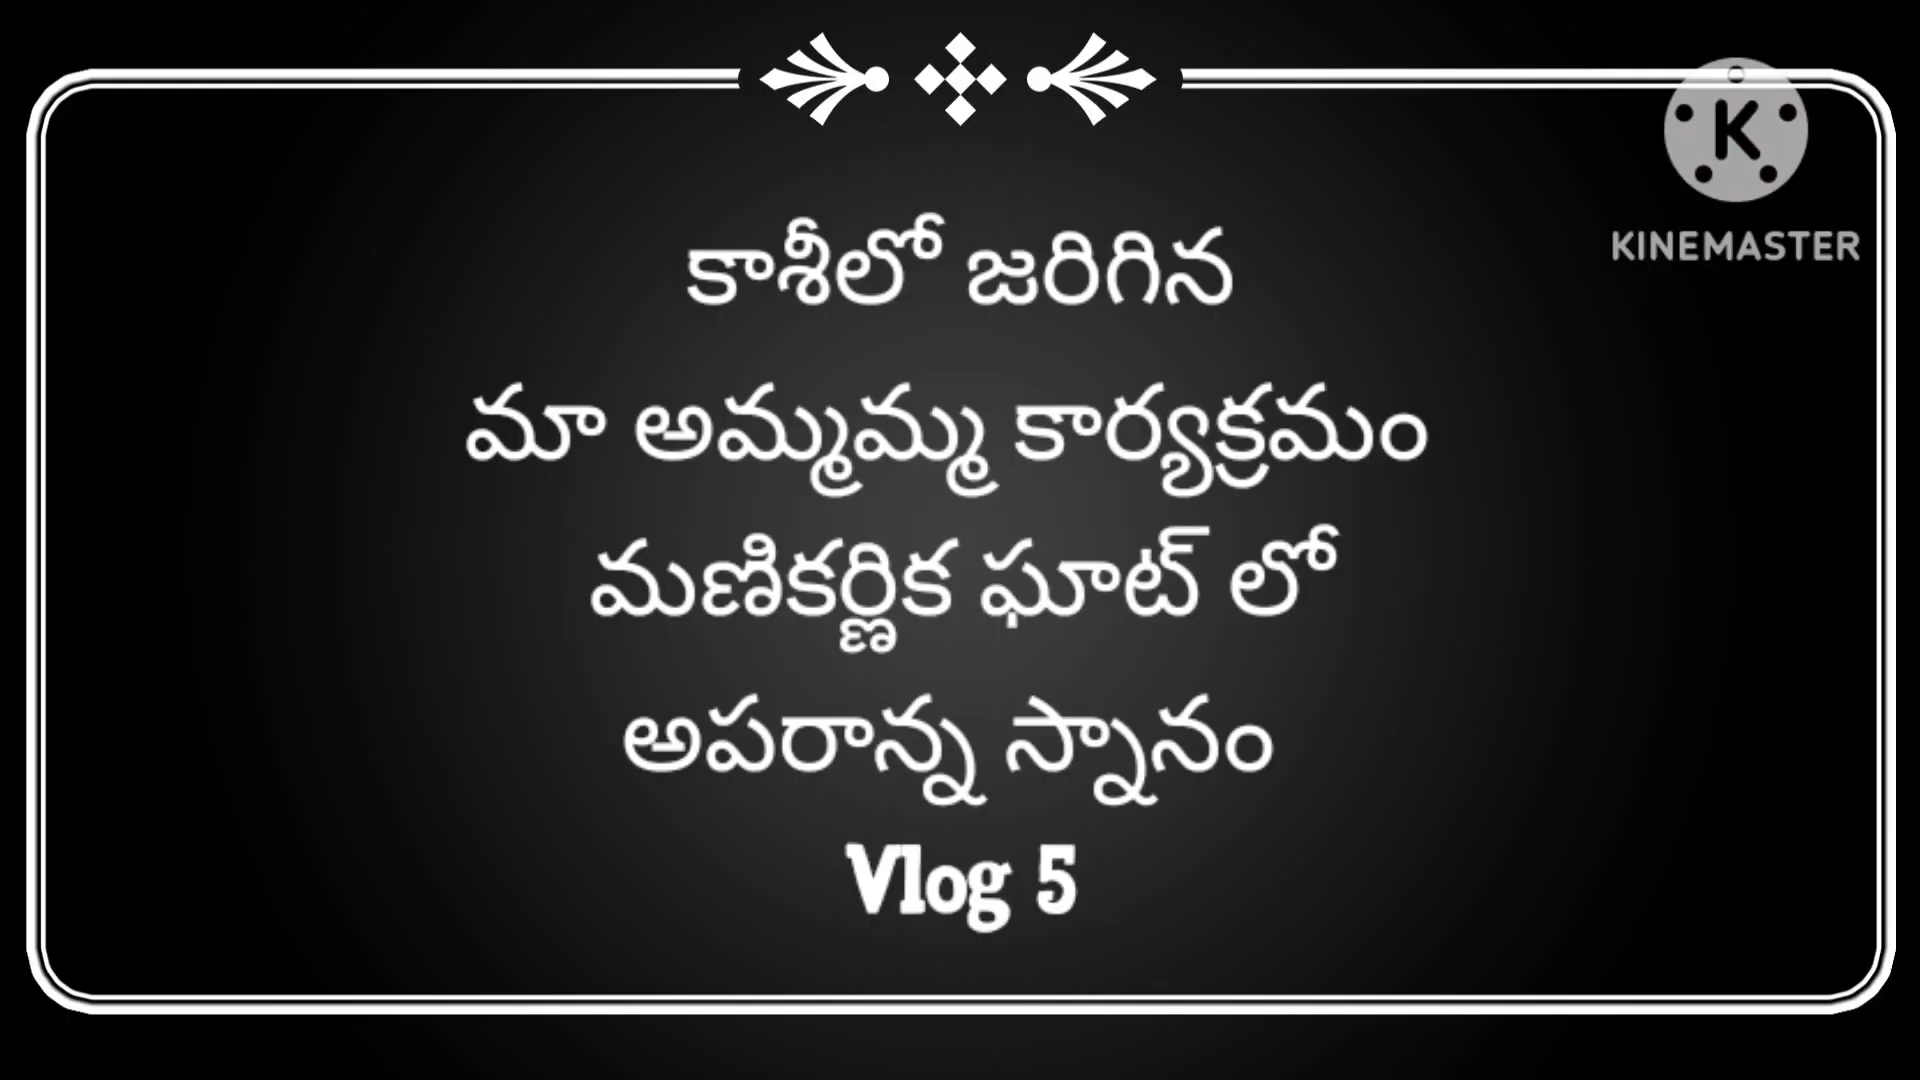 KINEMASTER
కాశీలో జరిగిన
మా అమ్మమ్మ కార్యక్రమం
మణికర్ణిక ఘాట్ లో
అపరాన్న స్నానం
Vlog 5